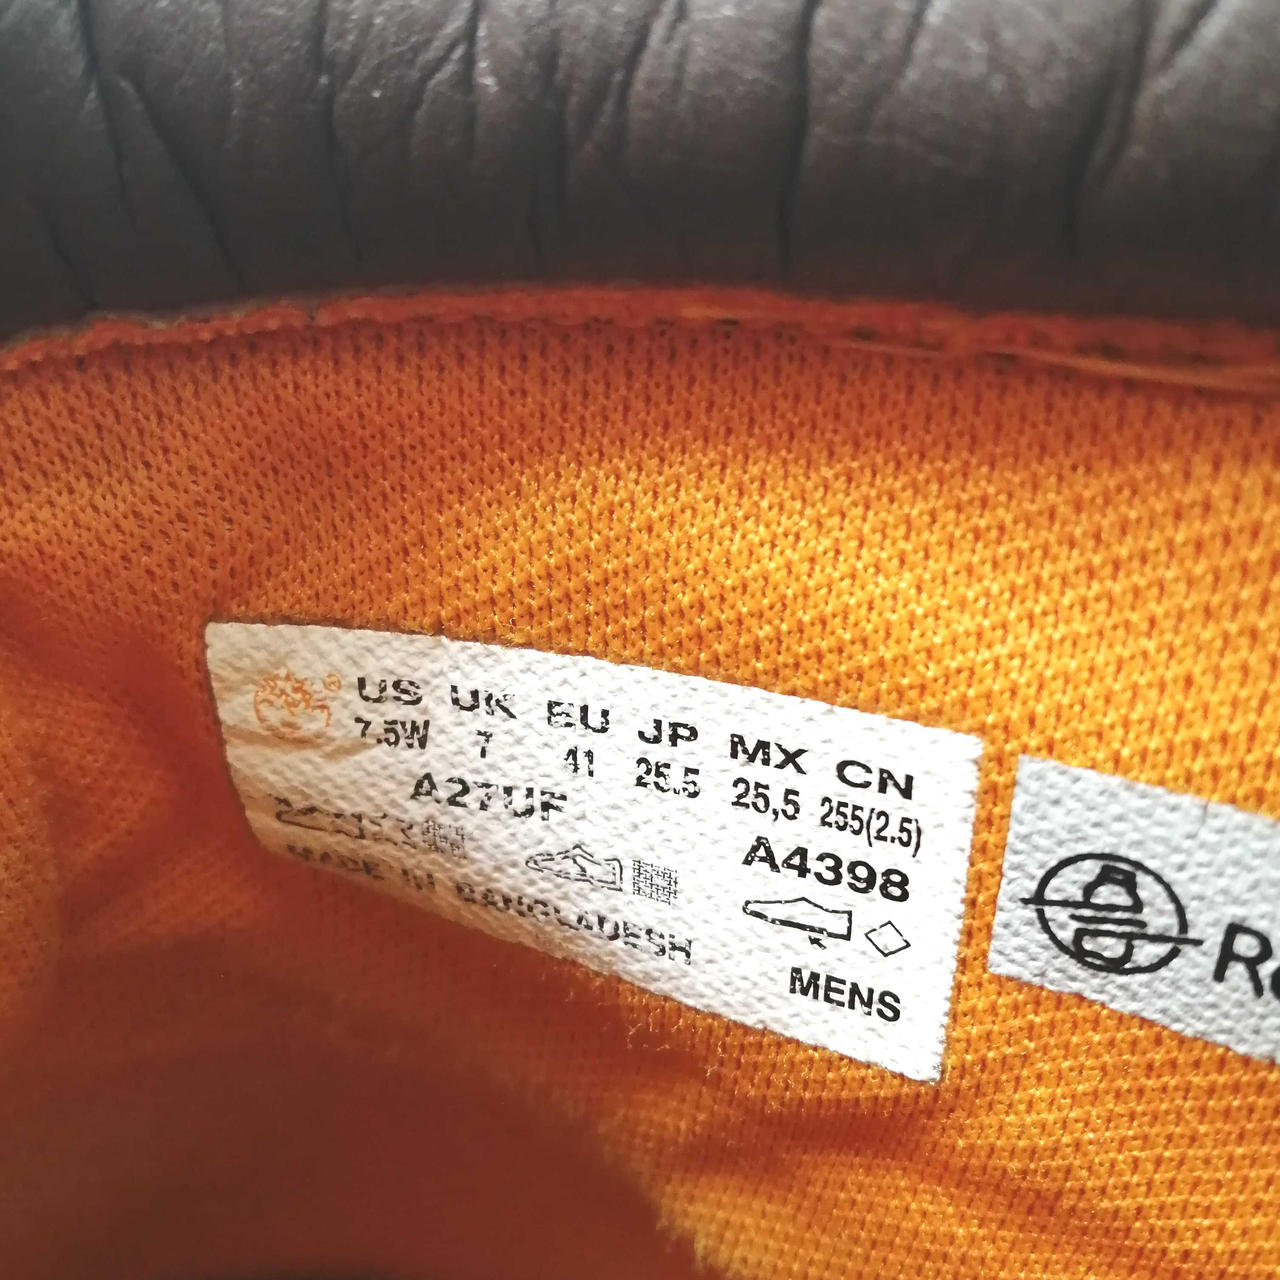 ® US UK EU JP MX CN
7.5W 7 41 25.5 25,5 255(2.5)
A27UF A4398
MADE IN BANGLADESH
MENS
Re